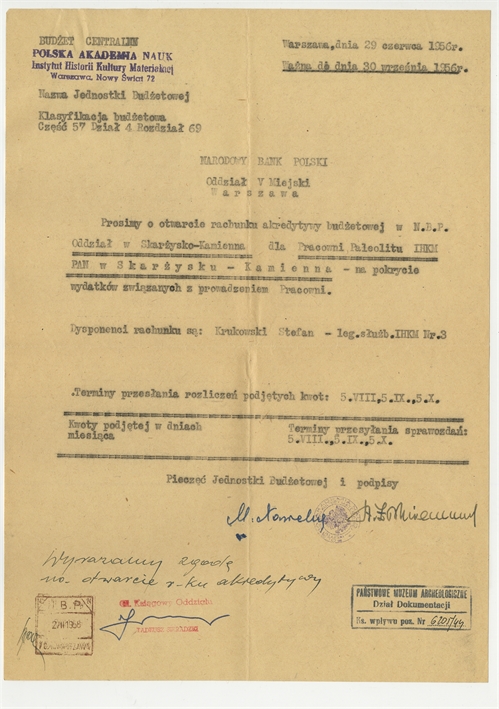 BUDŻET CENTRALNY
POLSKA AKADEMIA NAUK
Instytut Historii Kultury Materialnej
Warszawa, Nowy Świat 72
Nazwa Jednostki Budżetowej
Klasyfikacja budżetowa
Część 57 Dział 4 Rozdział 69
Warszawa,dnia 29 czerwca 1956r.
Ważna do dnia 30 września 1956r.
NARODOWY BANK POLSKI
Oddział V Miejski
Warszawa
Prosimy o otwarcie rachunku akredytywy budżetowej w N.B.P.
Oddział w Skarżysko-Kamienna dla Pracowni Paleolitu IHKM
PAN w Skarżysku - Kamienna - na pokrycie
wydatków związanych z prowadzeniem Pracowni.
Dysponenci rachunku są: Krukowski Stefan - leg.służb.IHKM Nr.3
.Terminy przesłania rozliczeń podjętych kwot: 5.VIII,5.IX.,5.X.
Kwoty podjętej w dniach
miesiąca
Terminy przesyłania sprawozdań:
5.VIII.,6.IX.,5.X.
Pieczęć Jednostki Budżetowej i podpisy
Wyrażamy zgodę
na otwarcie r-ku akredytywy
Gł. Księgowy Oddziału
PAŃSTWOWE MUZEUM ARCHEOLOGICZNE
Dział Dokumentacji
Ks. wpływu poz. Nr